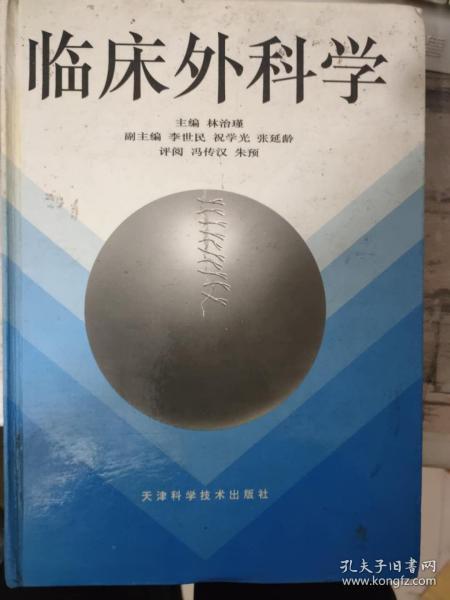 临床外科学
主编 林治瑾
副主编 李世民 祝学光 张延龄
评阅 冯传汉 朱预
天津科学技术出版社
孔夫子旧书网
www.kongfz.com